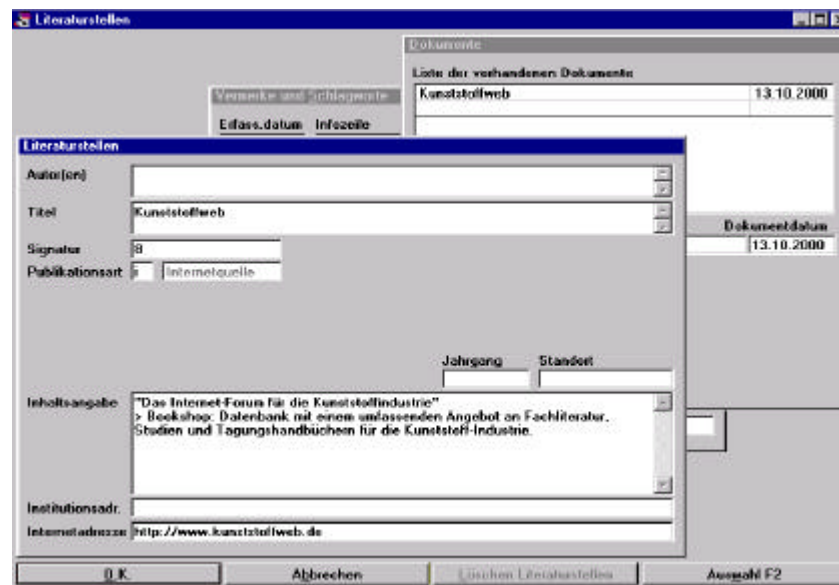 Literaturstellen
Dokumente
Liste der vorhandenen Dokumente
Kunststoffweb 13.10.2000
Vermerke und Schlagworte
Erfass.datum Infozeile
Literaturstellen
Autor(en)
Titel Kunststoffweb
Dokumentdatum
13.10.2000
Signatur 8
Publikationsart i Internetquelle
Jahrgang Standort
Inhaltsangabe "Das Internet-Forum für die Kunststoffindustrie"
> Bookshop: Datenbank mit einem umfassenden Angebot an Fachliteratur,
Studien und Tagungshandbüchern für die Kunststoff-Industrie.
Institutionsadr.
Internetadresse http://www.kunststoffweb.de
O.K. Abbrechen Löschen Literaturstellen Auswahl F2